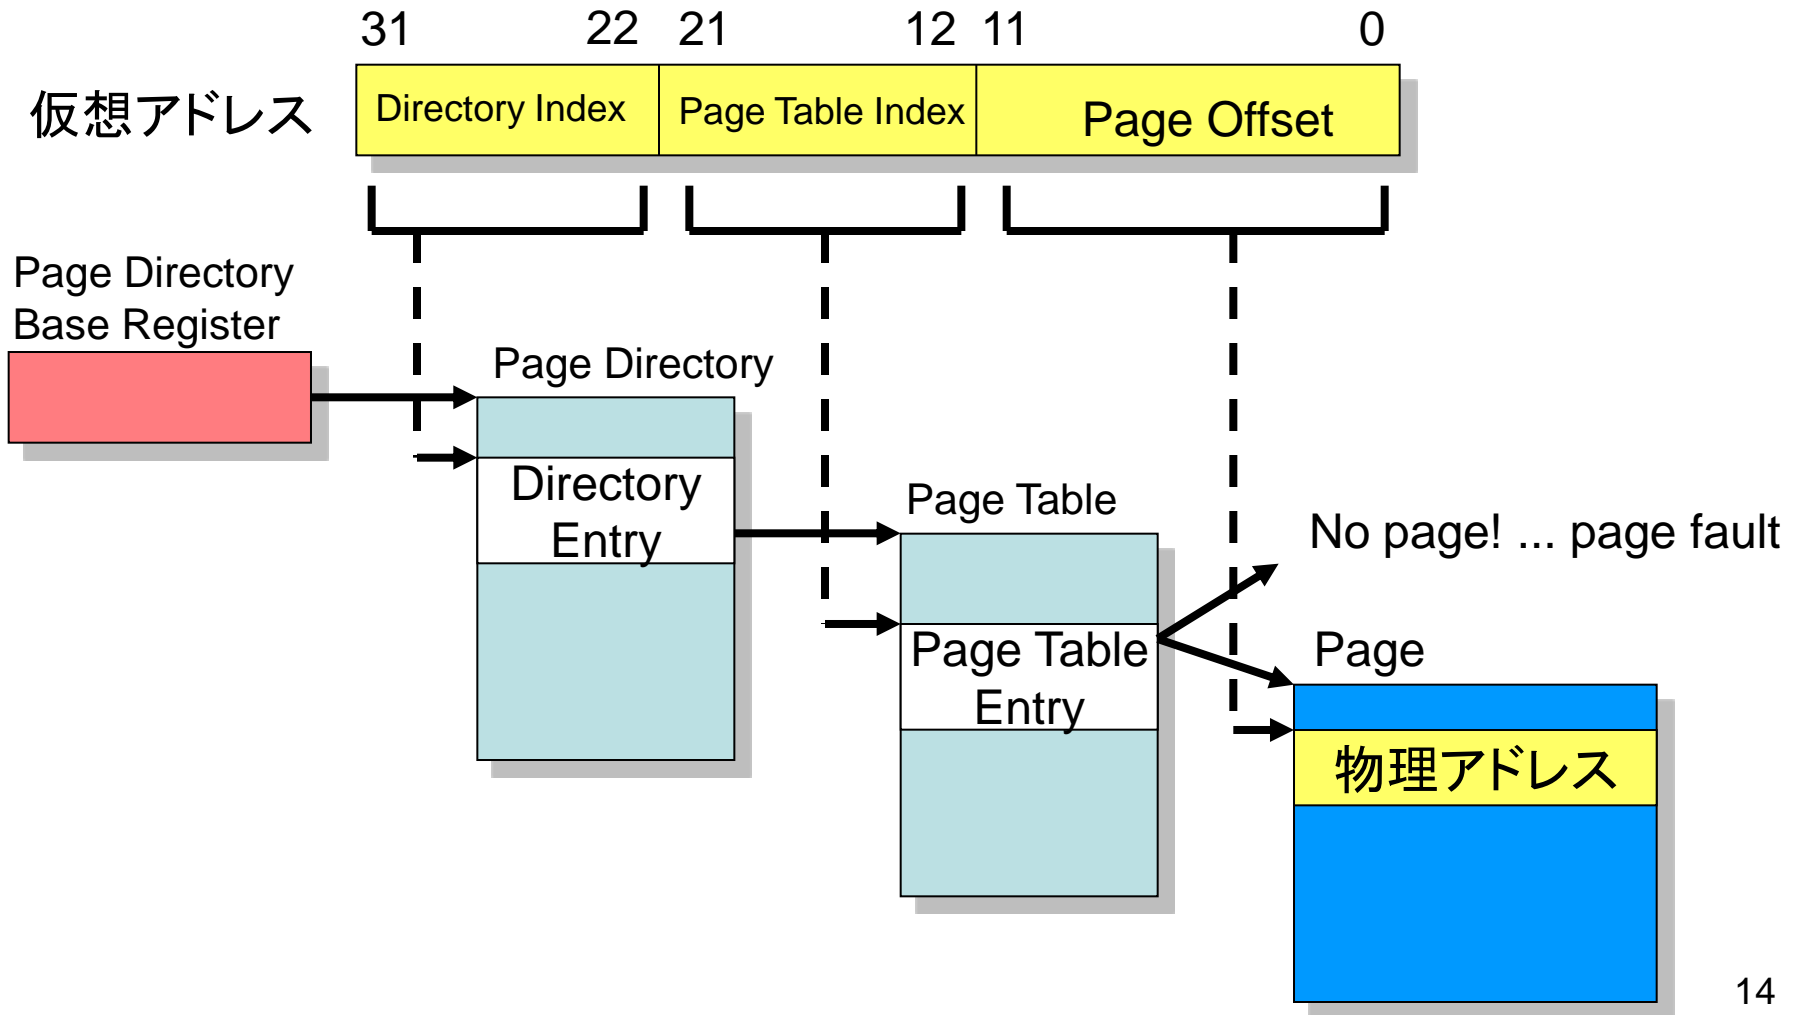 31 22 21 12 11 0
仮想アドレス Directory Index Page Table Index Page Offset
Page Directory
Base Register
Page Directory
Directory
Entry
Page Table
No page! ... page fault
Page Table
Entry
Page
物理アドレス
14